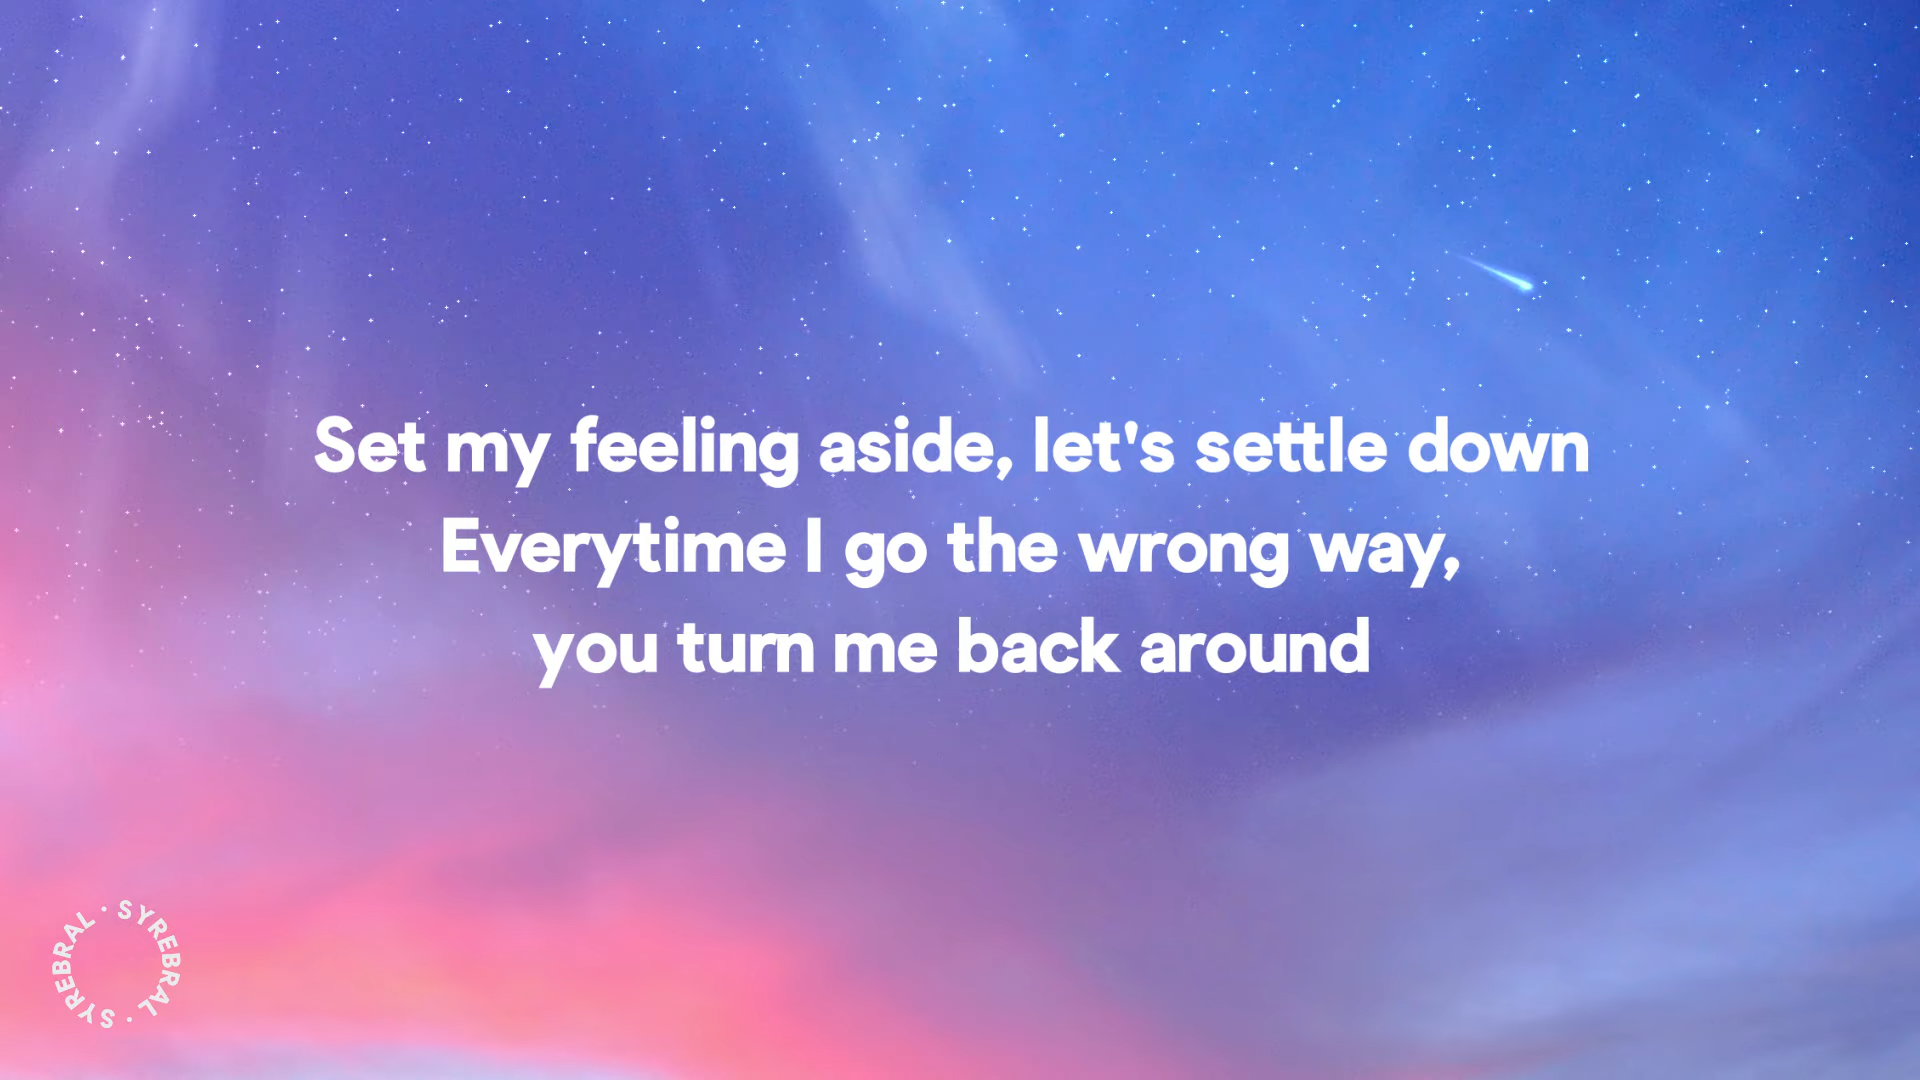 Set my feeling aside, let's settle down
Everytime I go the wrong way,
you turn me back around
SYREBRAL · SYREBRAL ·